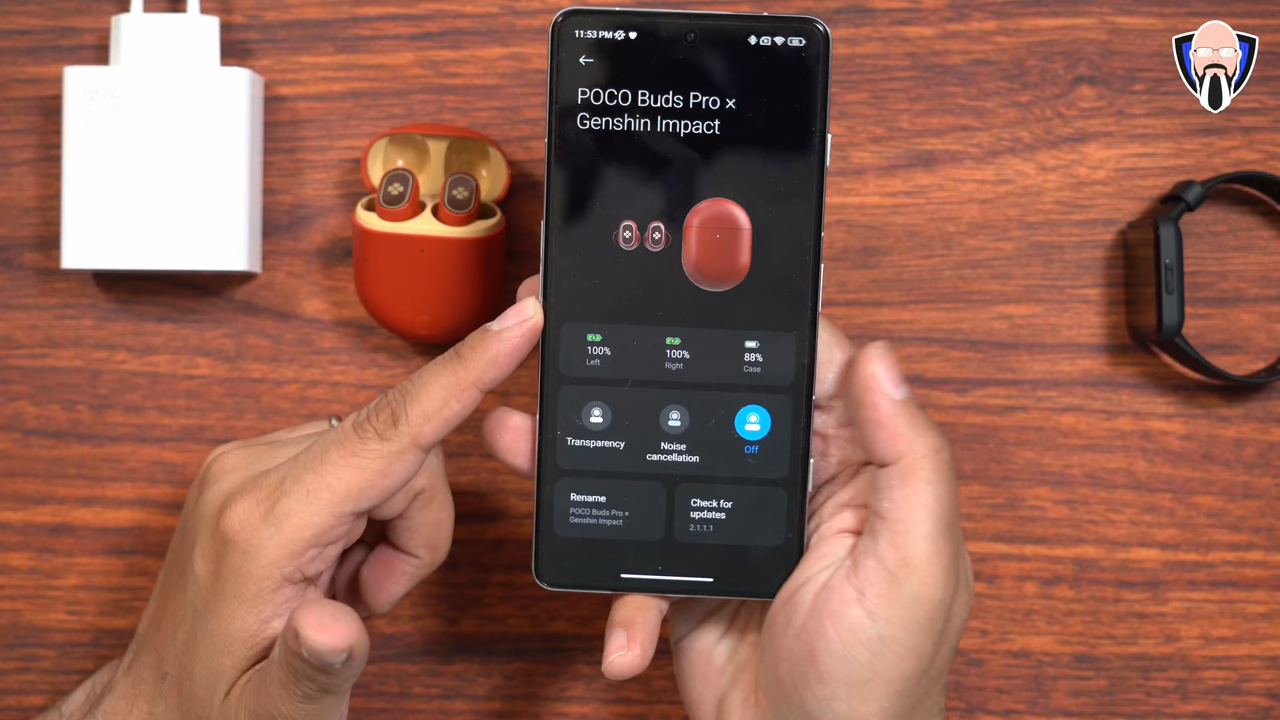 11:53 PM
65
POCO Buds Pro ×
Genshin Impact
100%
Left
100%
Right
88%
Case
Transparency
Noise
cancellation
Off
Rename
POCO Buds Pro ×
Genshin Impact
Check for
updates
2.1.1.1